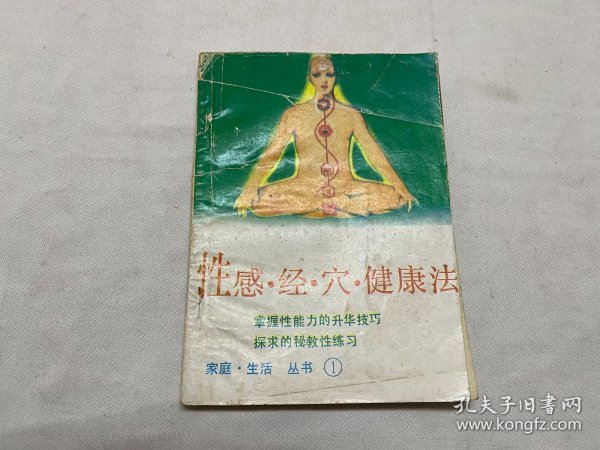 性感·经·穴·健康法
掌握性能力的升华技巧
探求的秘教性练习
家庭·生活 丛书 ①
孔夫子旧书网
www.kongfz.com